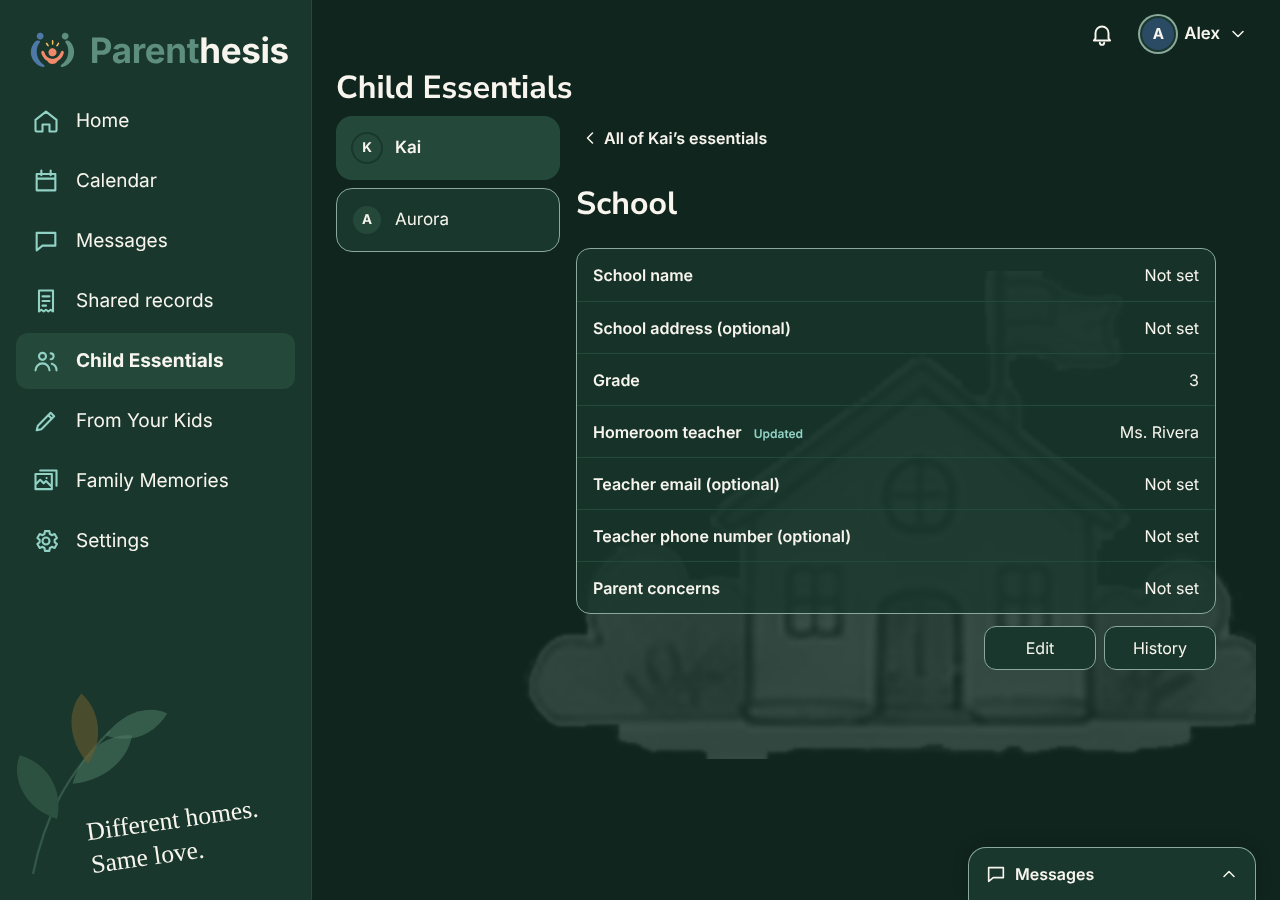 Parenthesis
Home
Calendar
Messages
Shared records
Child Essentials
From Your Kids
Family Memories
Settings
Different homes.
Same love.
A Alex
Child Essentials
K Kai
A Aurora
All of Kai’s essentials
School
School name Not set
School address (optional) Not set
Grade 3
Homeroom teacher Updated Ms. Rivera
Teacher email (optional) Not set
Teacher phone number (optional) Not set
Parent concerns Not set
Edit History
Messages